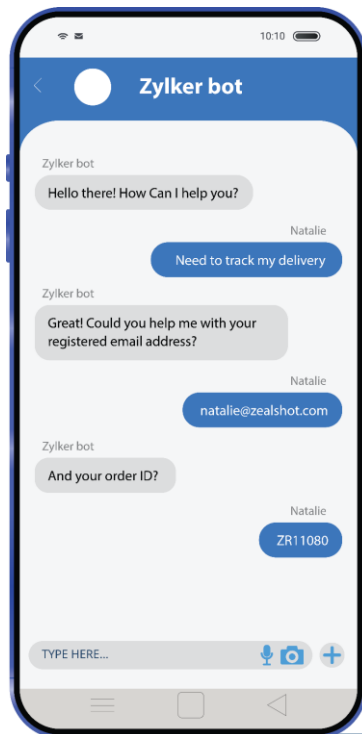 10:10
Zylker bot
Zylker bot
Hello there! How Can I help you?
Natalie
Need to track my delivery
Zylker bot
Great! Could you help me with your
registered email address?
Natalie
natalie@zealshot.com
Zylker bot
And your order ID?
Natalie
ZR11080
TYPE HERE...